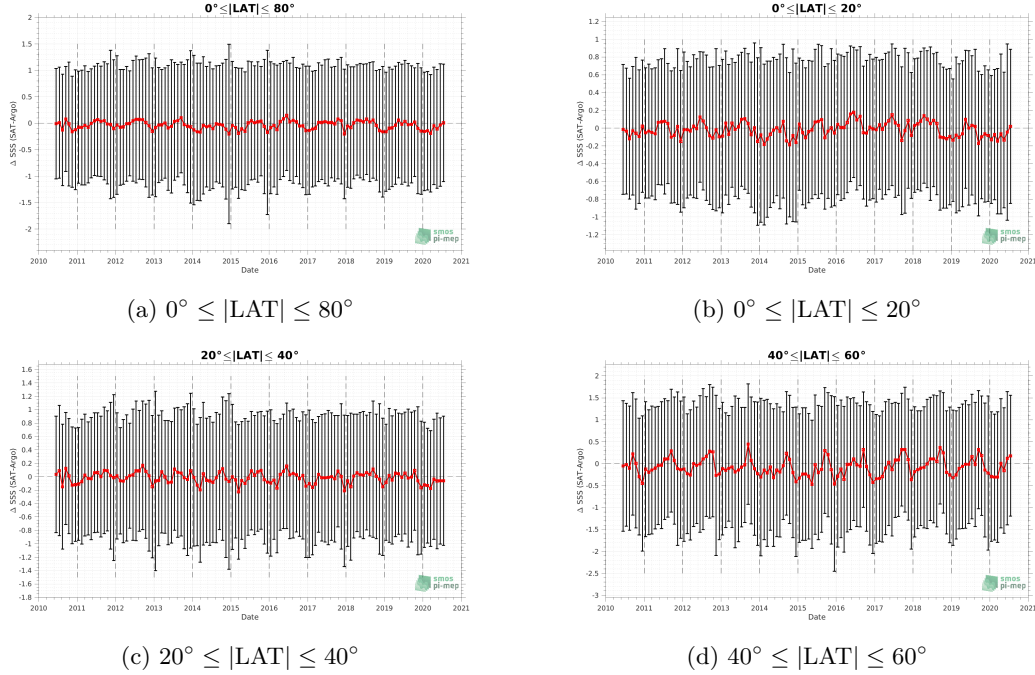 0°≤|LAT|≤ 80°
2
1.5
1
0.5
0
-0.5
-1
-1.5
-2
Δ SSS (SAT-Argo)
2010 2011 2012 2013 2014 2015 2016 2017 2018 2019 2020 2021
Date
smos
pi-mep
(a) 0° ≤ |LAT| ≤ 80°
0°≤|LAT|≤ 20°
1.2
1
0.8
0.6
0.4
0.2
0
-0.2
-0.4
-0.6
-0.8
-1
-1.2
Δ SSS (SAT-Argo)
2010 2011 2012 2013 2014 2015 2016 2017 2018 2019 2020 2021
Date
smos
pi-mep
(b) 0° ≤ |LAT| ≤ 20°
20°≤|LAT|≤ 40°
1.6
1.4
1.2
1
0.8
0.6
0.4
0.2
0
-0.2
-0.4
-0.6
-0.8
-1
-1.2
-1.4
-1.6
-1.8
Δ SSS (SAT-Argo)
2010 2011 2012 2013 2014 2015 2016 2017 2018 2019 2020 2021
Date
smos
pi-mep
(c) 20° ≤ |LAT| ≤ 40°
40°≤|LAT|≤ 60°
2
1.5
1
0.5
0
-0.5
-1
-1.5
-2
-2.5
-3
Δ SSS (SAT-Argo)
2010 2011 2012 2013 2014 2015 2016 2017 2018 2019 2020 2021
Date
smos
pi-mep
(d) 40° ≤ |LAT| ≤ 60°